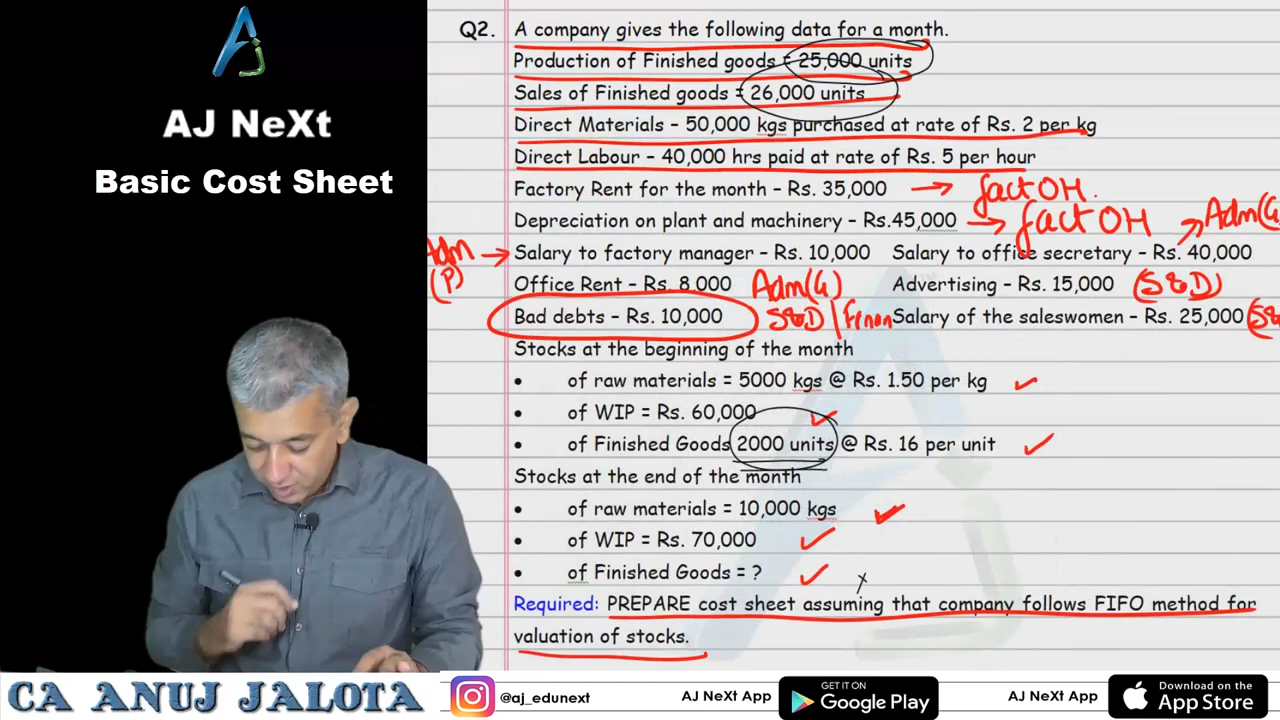 AJ NeXt
Basic Cost Sheet
Q2. A company gives the following data for a month.
Production of Finished goods = 25,000 units
Sales of Finished goods = 26,000 units
Direct Materials – 50,000 kgs purchased at rate of Rs. 2 per kg
Direct Labour – 40,000 hrs paid at rate of Rs. 5 per hour
Factory Rent for the month – Rs. 35,000 → fact OH.
Depreciation on plant and machinery – Rs.45,000 → fact OH
Adm(G
Adm (P) → Salary to factory manager – Rs. 10,000 Salary to office secretary – Rs. 40,000
Office Rent – Rs. 8,000 Adm(G) Advertising – Rs. 15,000 (S&D)
Bad debts – Rs. 10,000 S&D | Finan Salary of the saleswomen – Rs. 25,000 (S&
Stocks at the beginning of the month
• of raw materials = 5000 kgs @ Rs. 1.50 per kg ✓
• of WIP = Rs. 60,000 ✓
• of Finished Goods 2000 units @ Rs. 16 per unit ✓
Stocks at the end of the month
• of raw materials = 10,000 kgs ✓
• of WIP = Rs. 70,000 ✓
• of Finished Goods = ? ✓ x
Required: PREPARE cost sheet assuming that company follows FIFO method for
valuation of stocks.
CA ANUJ JALOTA @aj_edunext AJ NeXt App GET IT ON Google Play AJ NeXt App Download on the App Store